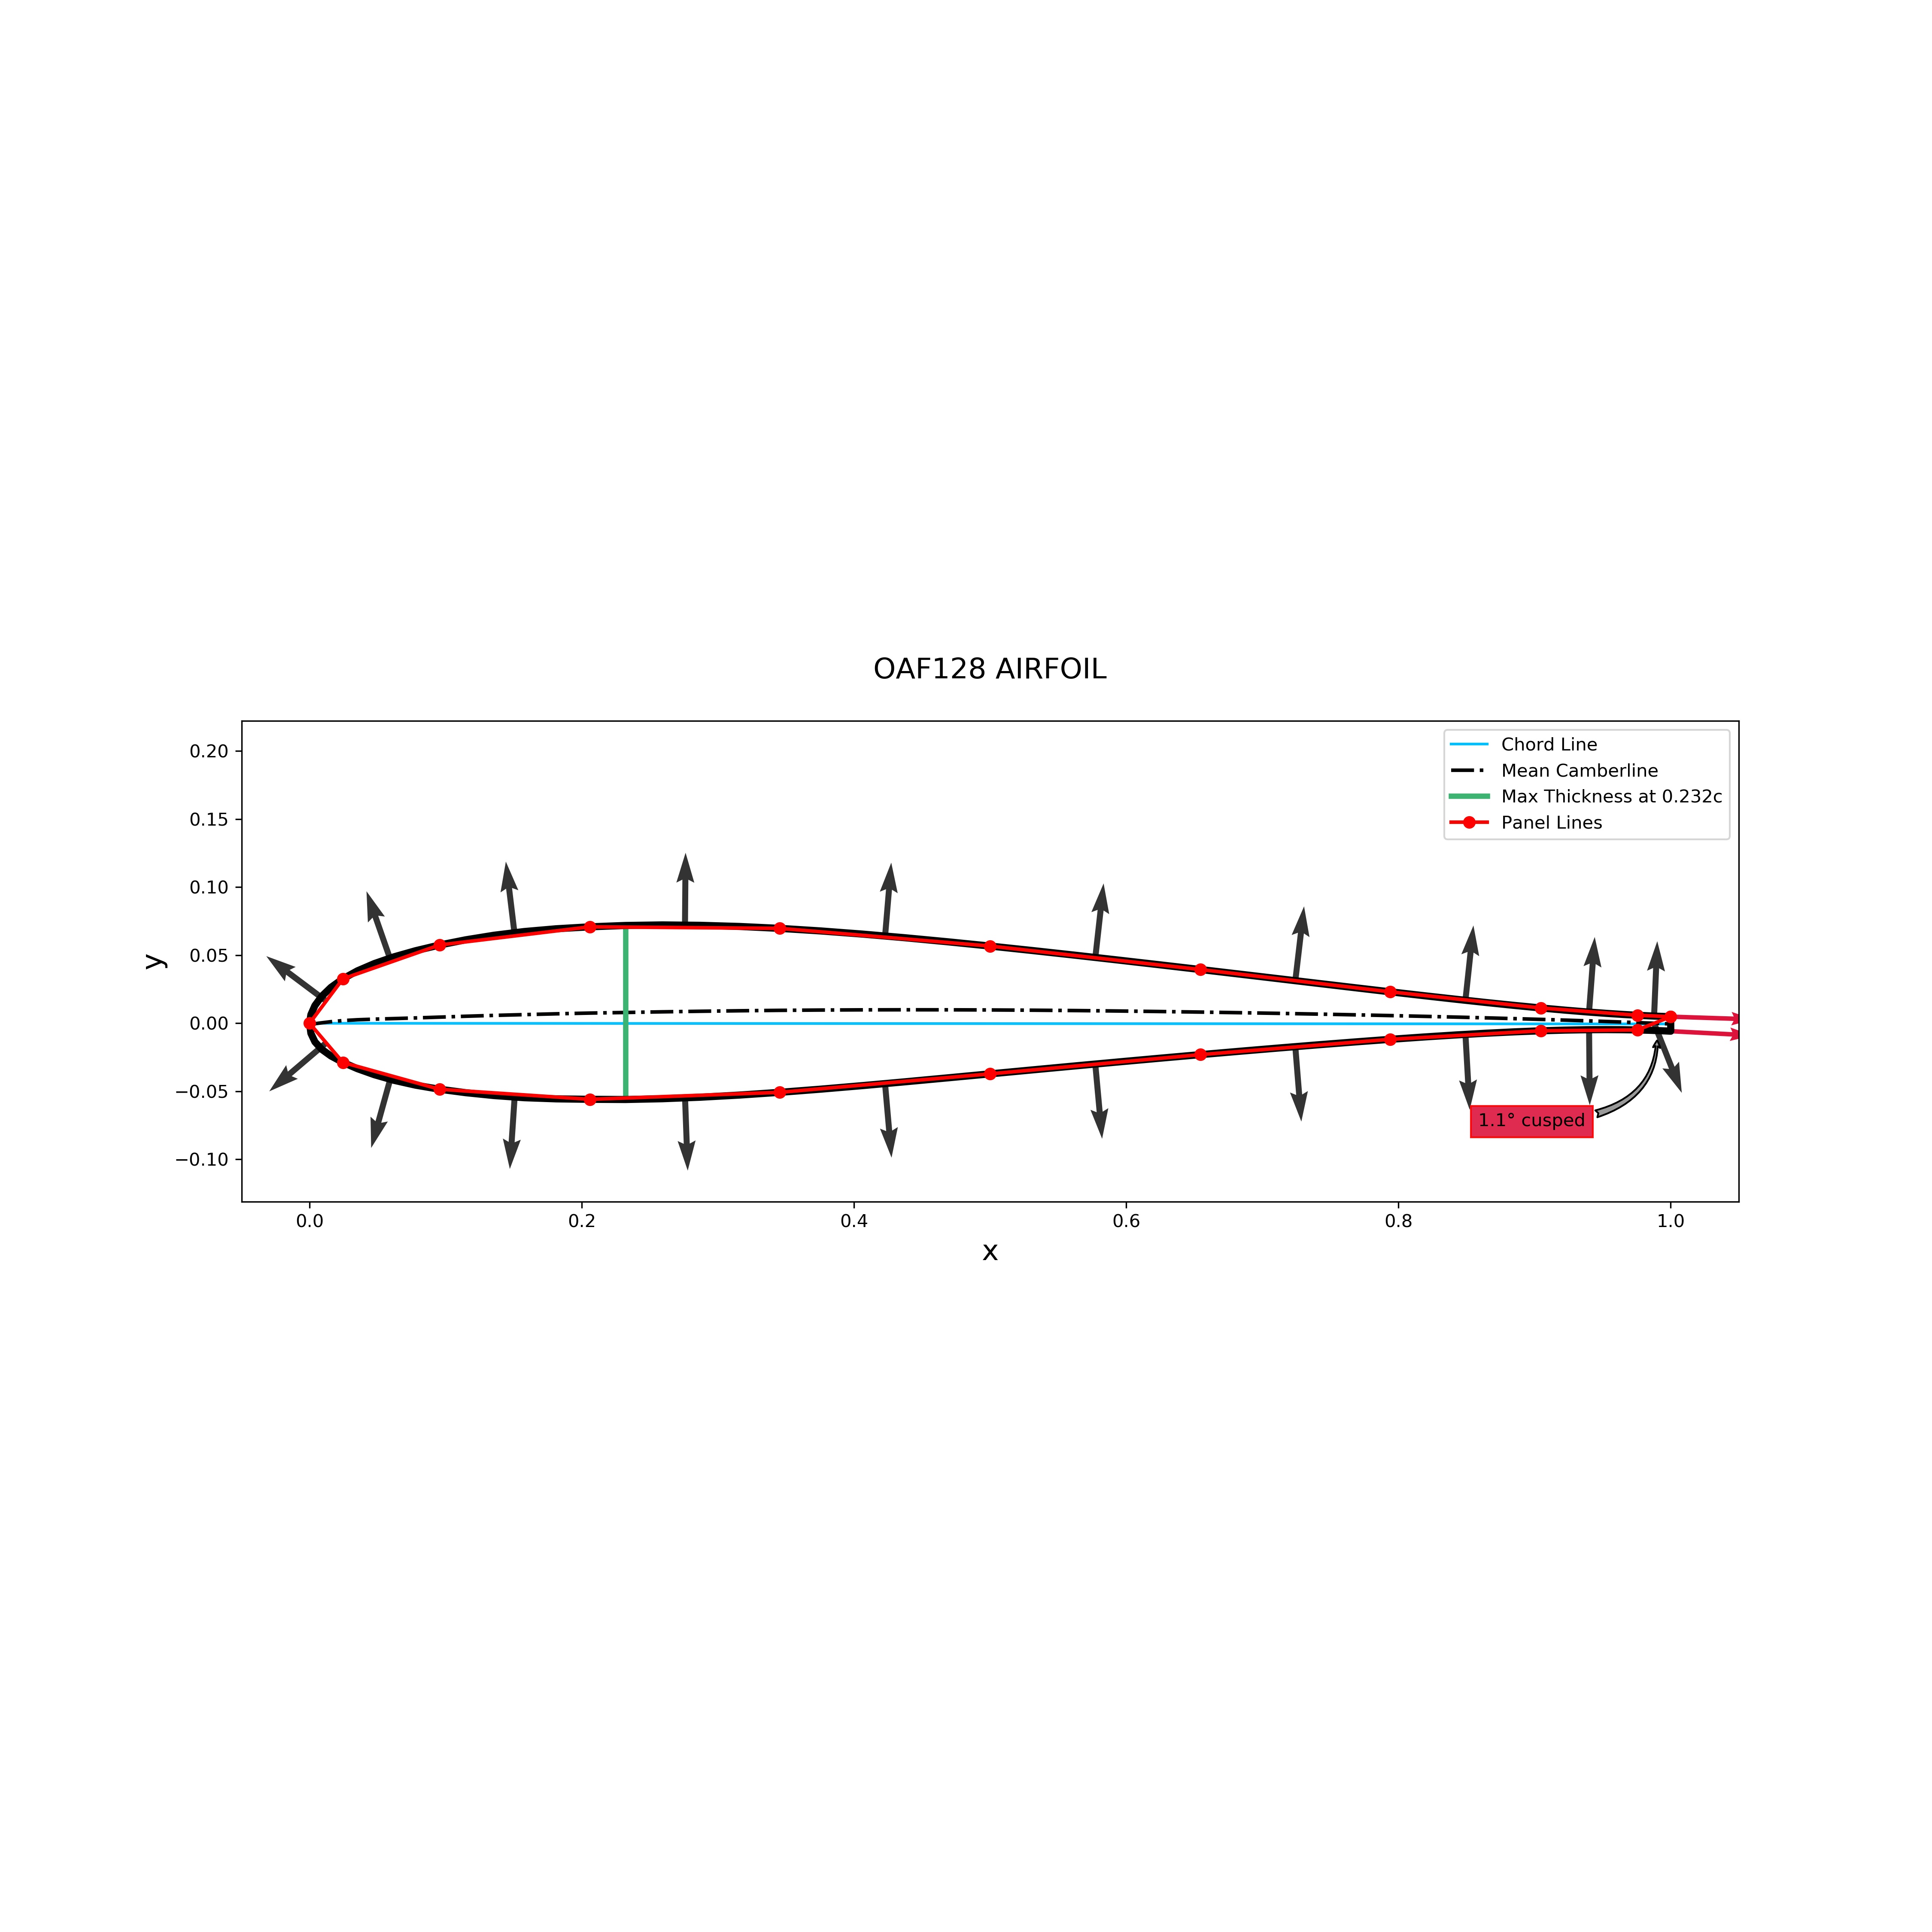 OAF128 AIRFOIL
Chord Line
Mean Camberline
Max Thickness at 0.232c
Panel Lines
0.20
0.15
0.10
0.05
0.00
−0.05
−0.10
y
1.1° cusped
0.0 0.2 0.4 0.6 0.8 1.0
x